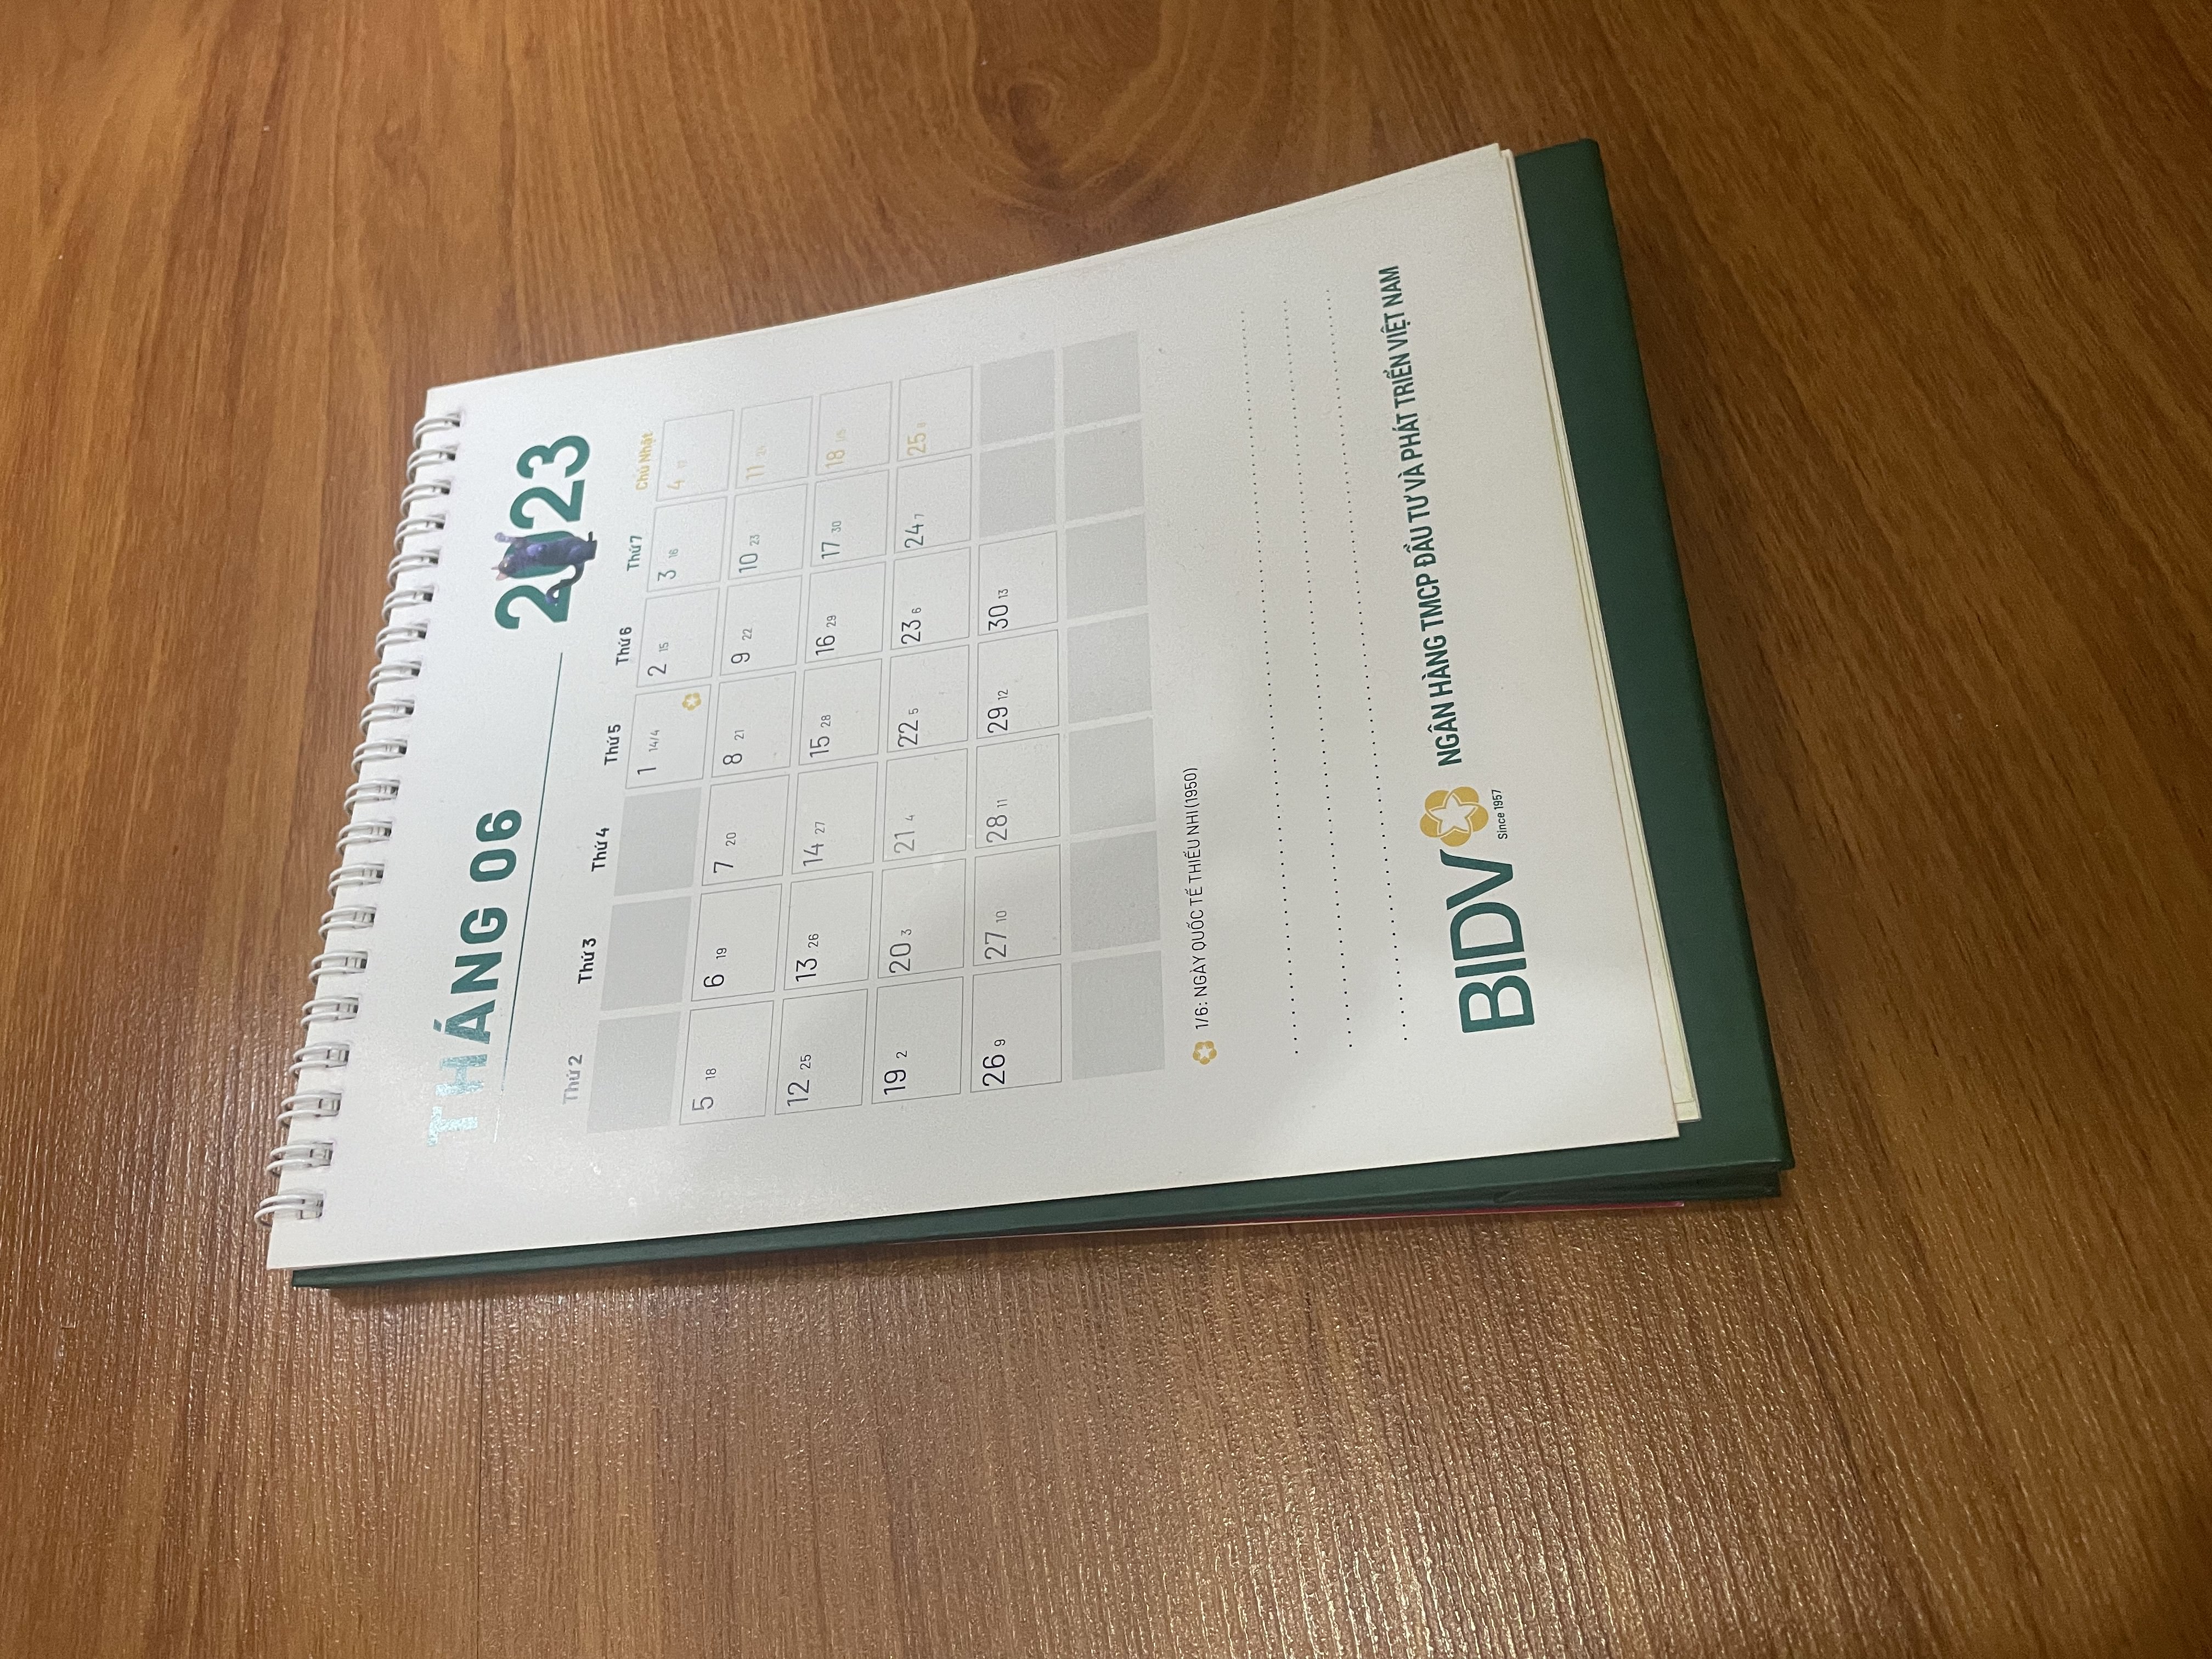 THÁNG 06
2023
Thứ 2 Thứ 3 Thứ 4 Thứ 5 Thứ 6 Thứ 7 Chủ Nhật
1 14/4 2 15 3 16 4 17
5 18 6 19 7 20 8 21 9 22 10 23 11 24
12 25 13 26 14 27 15 28 16 29 17 30 18 1/5
19 2 20 3 21 4 22 5 23 6 24 7 25 8
26 9 27 10 28 11 29 12 30 13
1/6: NGÀY QUỐC TẾ THIẾU NHI (1950)
BIDV NGÂN HÀNG TMCP ĐẦU TƯ VÀ PHÁT TRIỂN VIỆT NAM
Since 1957